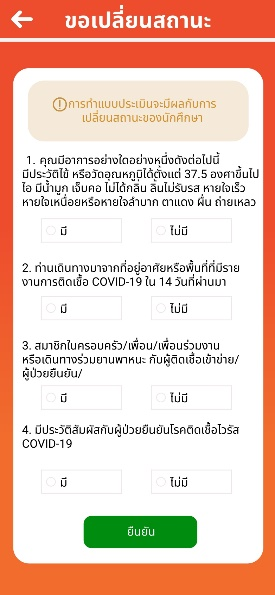 ขอเปลี่ยนสถานะ
การทำแบบประเมินจะมีผลกับการ
เปลี่ยนสถานะของนักศึกษา
1. คุณมีอาการอย่างใดอย่างหนึ่งดังต่อไปนี้
มีประวัติไข้ หรือวัดอุณหภูมิได้ตั้งแต่ 37.5 องศาขึ้นไป
ไอ มีน้ำมูก เจ็บคอ ไม่ได้กลิ่น ลิ้นไม่รับรส หายใจเร็ว
หายใจเหนื่อยหรือหายใจลำบาก ตาแดง ผื่น ถ่ายเหลว
มี ไม่มี
2. ท่านเดินทางมาจากที่อยู่อาศัยหรือพื้นที่ที่มีราย
งานการติดเชื้อ COVID-19 ใน 14 วันที่ผ่านมา
มี ไม่มี
3. สมาชิกในครอบครัว/เพื่อน/เพื่อนร่วมงาน
หรือเดินทางร่วมยานพาหนะ กับผู้ติดเชื้อเข้าข่าย/
ผู้ป่วยยืนยัน/
มี ไม่มี
4. มีประวัติสัมผัสกับผู้ป่วยยืนยันโรคติดเชื้อไวรัส
COVID-19
มี ไม่มี
ยืนยัน